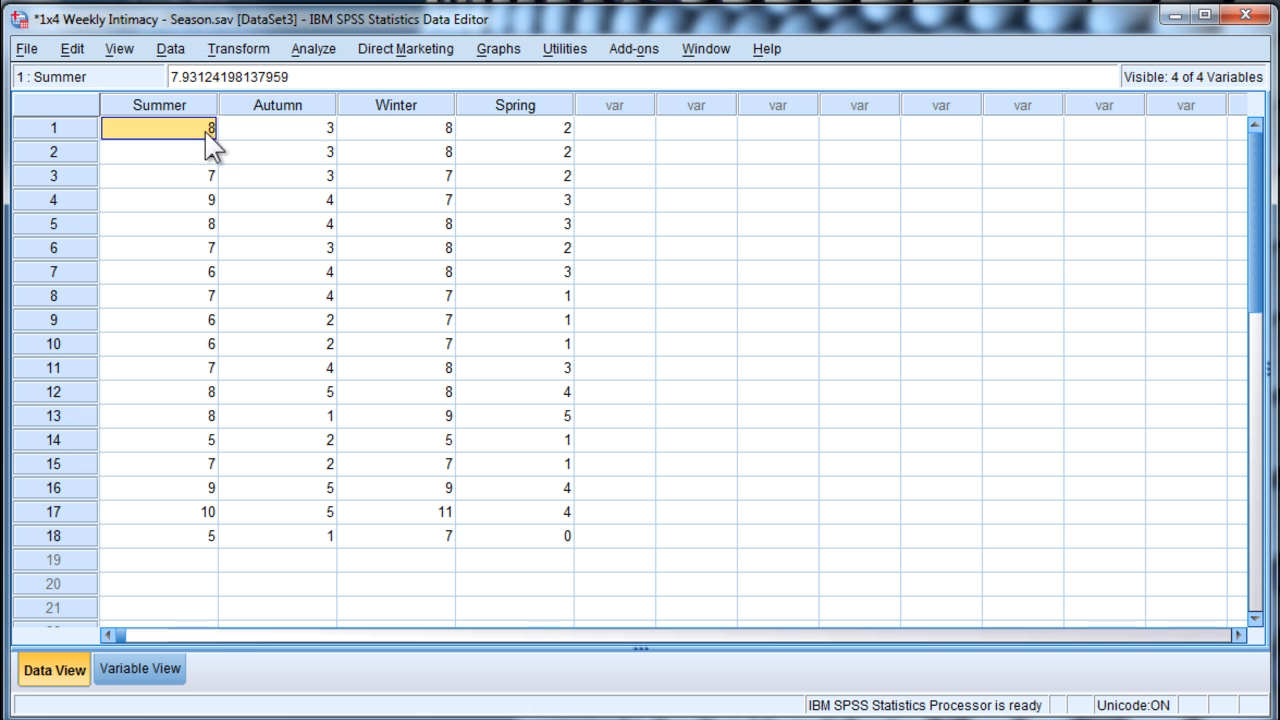 *1x4 Weekly Intimacy - Season.sav [DataSet3] - IBM SPSS Statistics Data Editor
File Edit View Data Transform Analyze Direct Marketing Graphs Utilities Add-ons Window Help
1 : Summer 7.93124198137959 Visible: 4 of 4 Variables
Summer Autumn Winter Spring var var var var var var var var
1 8 3 8 2
2 3 8 2
3 7 3 7 2
4 9 4 7 3
5 8 4 8 3
6 7 3 8 2
7 6 4 8 3
8 7 4 7 1
9 6 2 7 1
10 6 2 7 1
11 7 4 8 3
12 8 5 8 4
13 8 1 9 5
14 5 2 5 1
15 7 2 7 1
16 9 5 9 4
17 10 5 11 4
18 5 1 7 0
19
20
21
Data View Variable View
IBM SPSS Statistics Processor is ready Unicode:ON